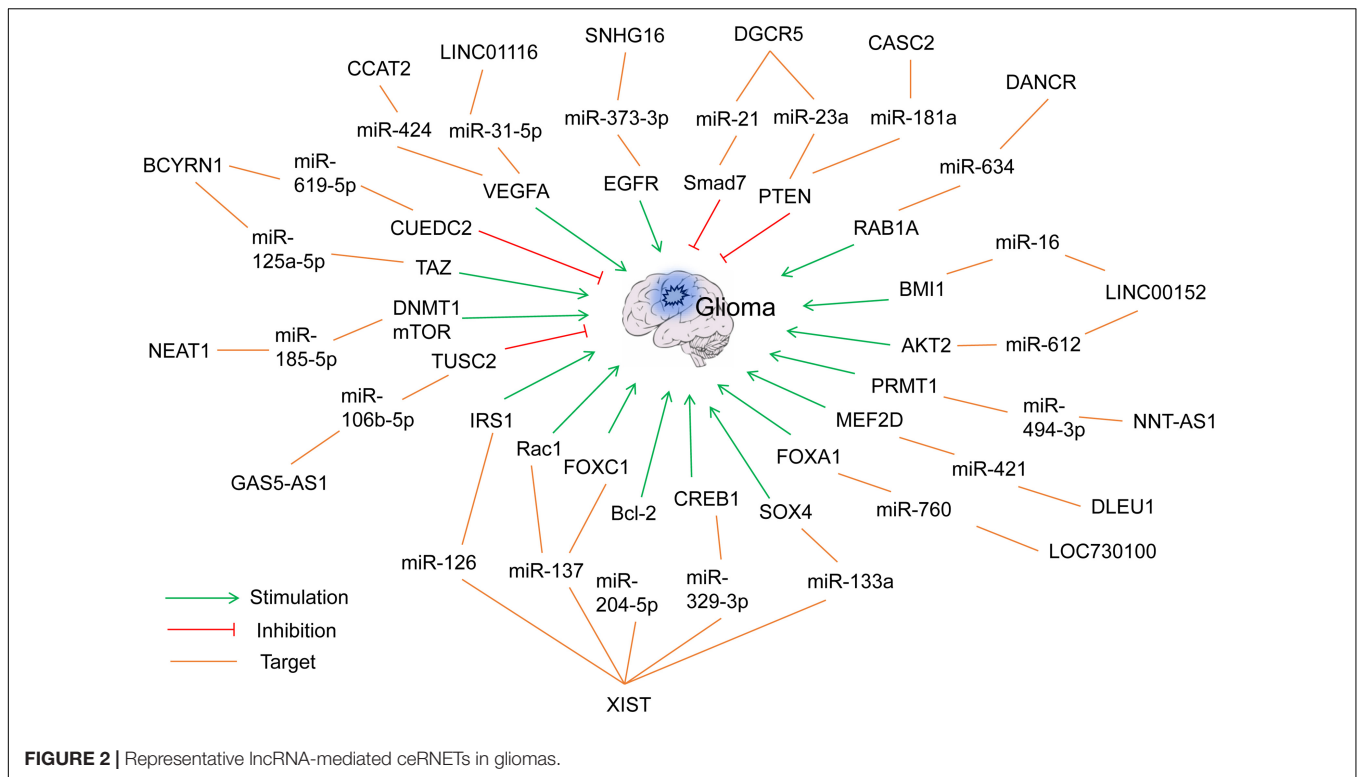 SNHG16
DGCR5
CASC2
LINC01116
CCAT2
DANCR
miR-373-3p
miR-21
miR-23a
miR-181a
miR-424
miR-31-5p
BCYRN1
miR-
619-5p
miR-634
VEGFA
EGFR
Smad7
PTEN
CUEDC2
RAB1A
miR-
125a-5p
miR-16
TAZ
BMI1
LINC00152
Glioma
DNMT1
mTOR
NEAT1
miR-
185-5p
TUSC2
AKT2
miR-612
PRMT1
miR-
106b-5p
miR-
494-3p
NNT-AS1
IRS1
MEF2D
Rac1
FOXC1
FOXA1
miR-421
GAS5-AS1
Bcl-2
CREB1
SOX4
miR-760
DLEU1
LOC730100
miR-126
miR-137
miR-
204-5p
miR-
329-3p
miR-133a
Stimulation
Inhibition
Target
XIST
FIGURE 2 | Representative lncRNA-mediated ceRNETs in gliomas.